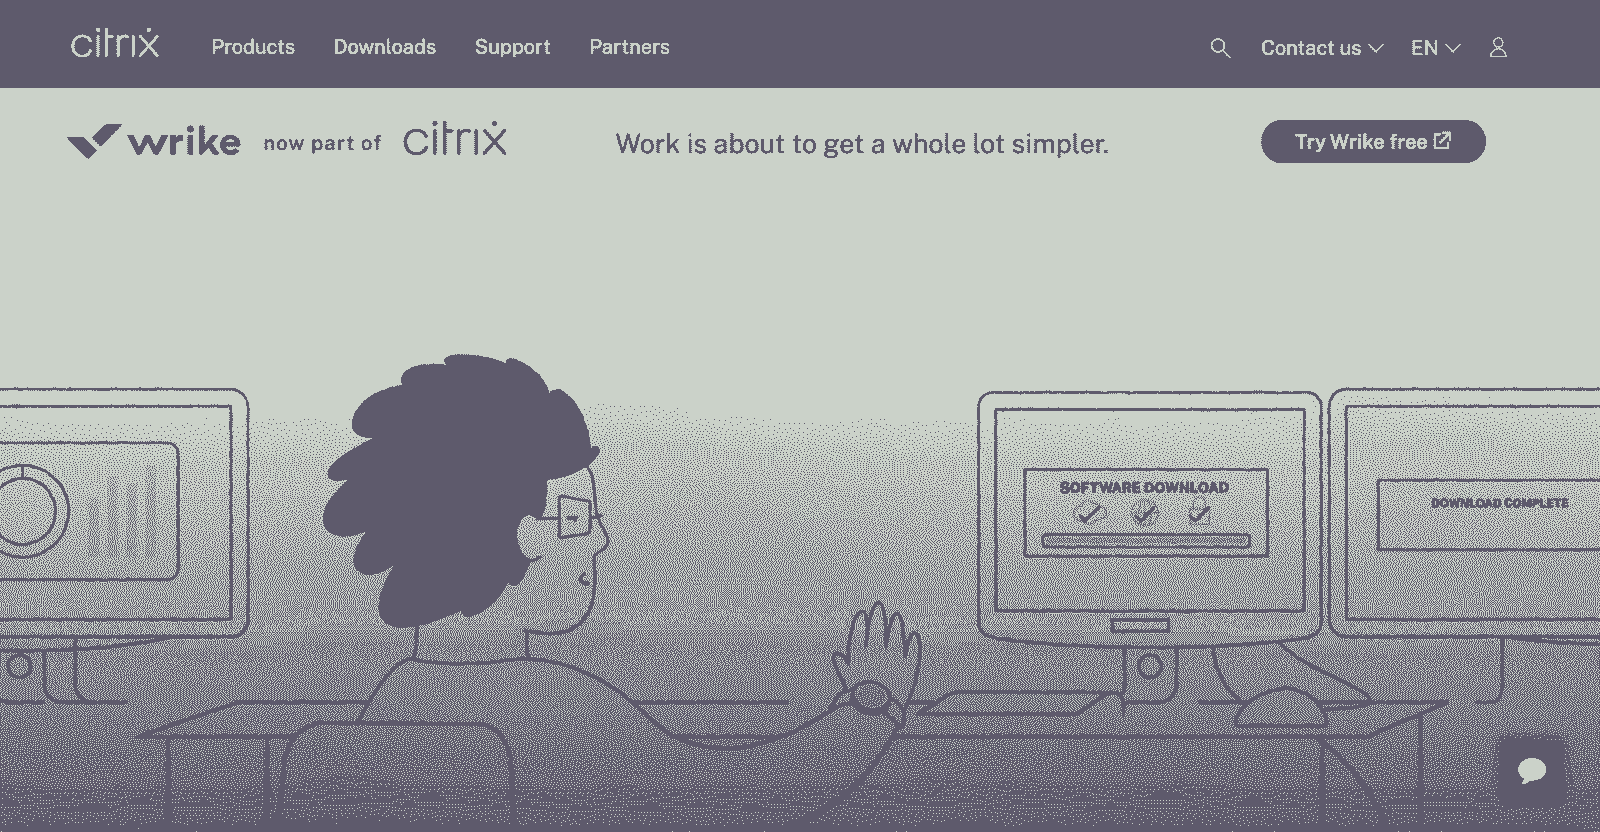 citrix Products Downloads Support Partners Contact us EN
wrike now part of citrix Work is about to get a whole lot simpler. Try Wrike free
SOFTWARE DOWNLOAD
DOWNLOAD COMPLETE